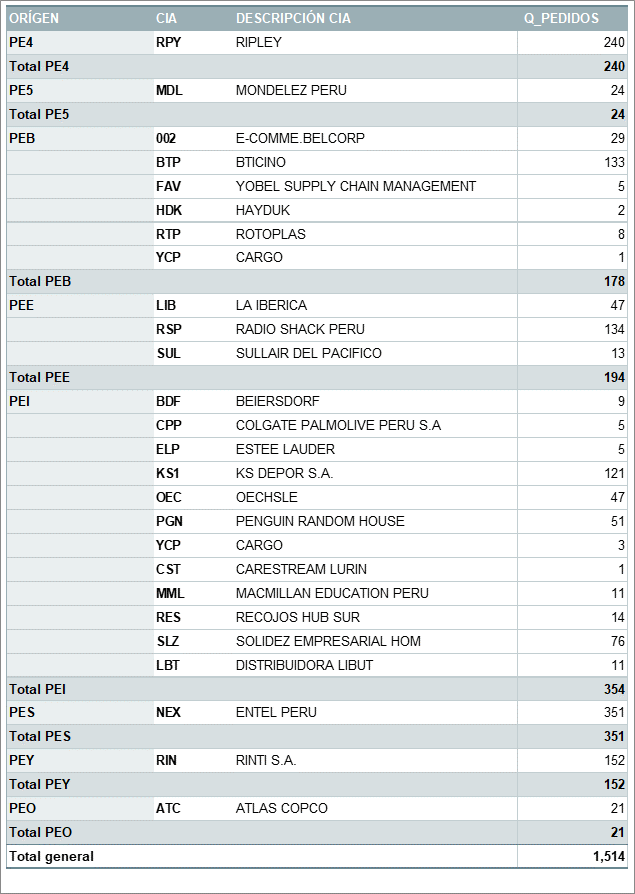 ORÍGEN CIA DESCRIPCIÓN CIA Q_PEDIDOS
PE4 RPY RIPLEY 240
Total PE4 240
PE5 MDL MONDELEZ PERU 24
Total PE5 24
PEB 002 E-COMME.BELCORP 29
BTP BTICINO 133
FAV YOBEL SUPPLY CHAIN MANAGEMENT 5
HDK HAYDUK 2
RTP ROTOPLAS 8
YCP CARGO 1
Total PEB 178
PEE LIB LA IBERICA 47
RSP RADIO SHACK PERU 134
SUL SULLAIR DEL PACIFICO 13
Total PEE 194
PEI BDF BEIERSDORF 9
CPP COLGATE PALMOLIVE PERU S.A 5
ELP ESTEE LAUDER 5
KS1 KS DEPOR S.A. 121
OEC OECHSLE 47
PGN PENGUIN RANDOM HOUSE 51
YCP CARGO 3
CST CARESTREAM LURIN 1
MML MACMILLAN EDUCATION PERU 11
RES RECOJOS HUB SUR 14
SLZ SOLIDEZ EMPRESARIAL HOM 76
LBT DISTRIBUIDORA LIBUT 11
Total PEI 354
PES NEX ENTEL PERU 351
Total PES 351
PEY RIN RINTI S.A. 152
Total PEY 152
PEO ATC ATLAS COPCO 21
Total PEO 21
Total general 1,514